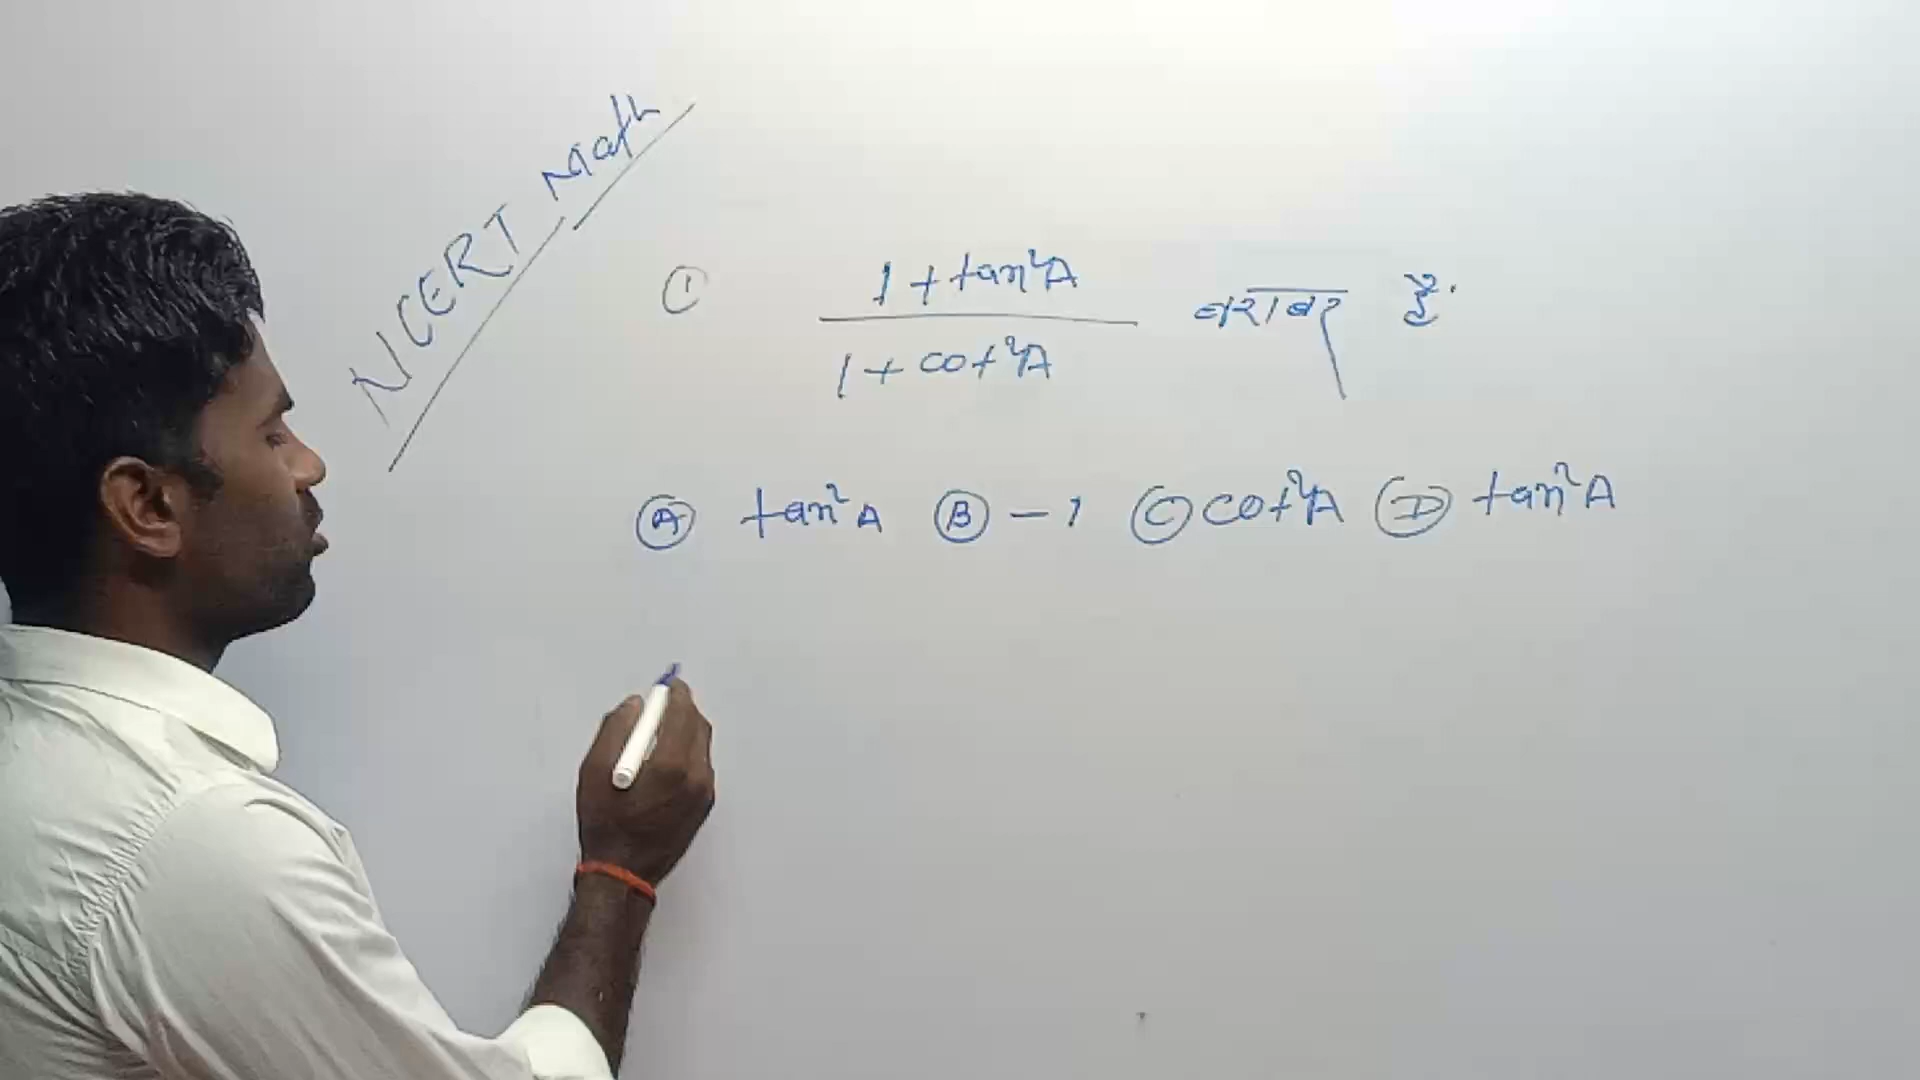 NCERT Math
① 1 + tan²A बराबर है
1 + cot²A
Ⓐ tan²A Ⓑ -1 Ⓒ cot²A Ⓓ tan²A